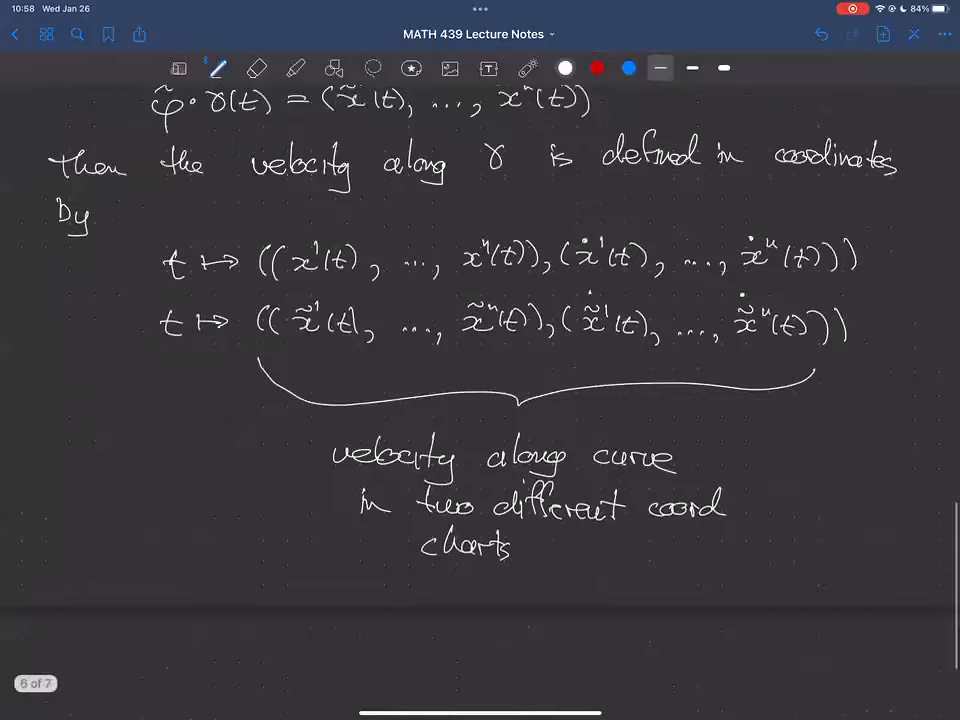 10:58 Wed Jan 26
84%
MATH 439 Lecture Notes
φ̃ · γ(t) = (x̃¹(t), ..., xⁿ(t))
Then the velocity along γ is defined in coordinates
by
t ↦ ((x¹(t), ..., xⁿ(t)), (ẋ¹(t), ..., ẋⁿ(t)))
t ↦ ((x̃¹(t), ..., x̃ⁿ(t)), (x̃̇¹(t), ..., x̃̇ⁿ(t)))
velocity along curve
in two different coord
charts
6 of 7